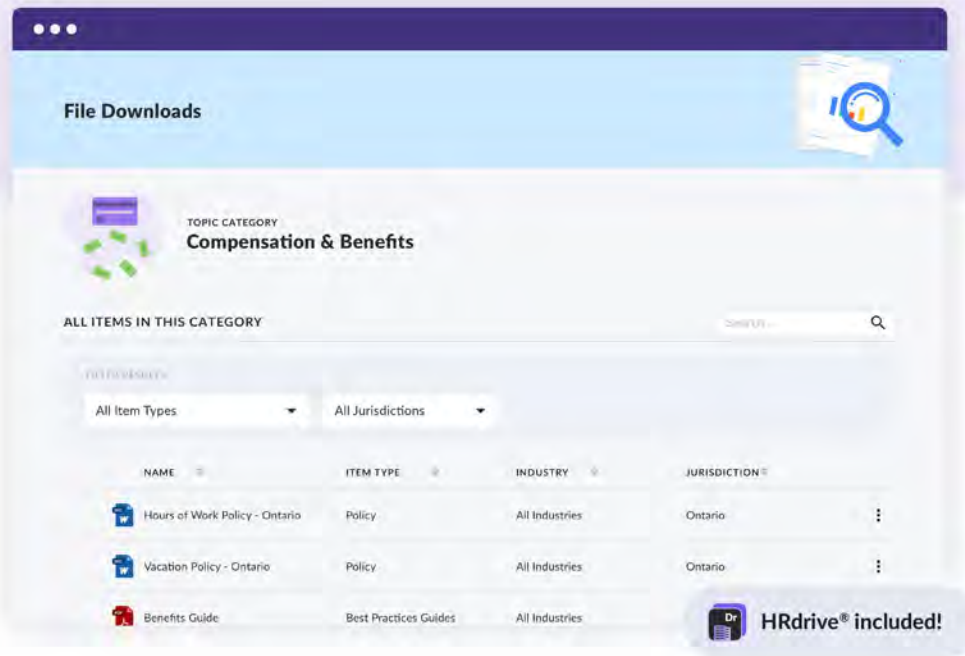 File Downloads
TOPIC CATEGORY
Compensation & Benefits
ALL ITEMS IN THIS CATEGORY
Search...
All Item Types
All Jurisdictions
NAME ITEM TYPE INDUSTRY JURISDICTION
Hours of Work Policy - Ontario Policy All Industries Ontario
Vacation Policy - Ontario Policy All Industries Ontario
Benefits Guide Best Practices Guides All Industries
Dr HRdrive® included!